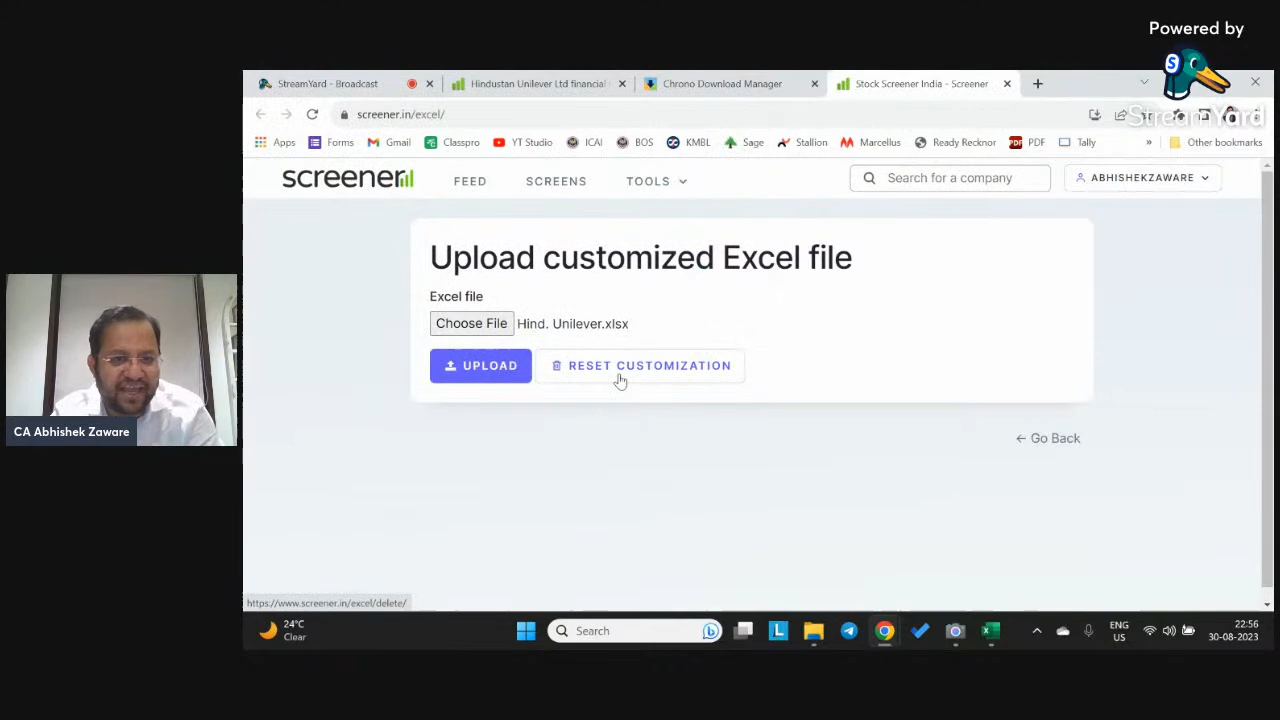 Powered by
StreamYard
StreamYard - Broadcast
Hindustan Unilever Ltd financial
Chrono Download Manager
Stock Screener India - Screener
screener.in/excel/
Apps
Forms
Gmail
Classpro
YT Studio
ICAI
BOS
KMBL
Sage
Stallion
Marcellus
Ready Recknor
PDF
PDF
Tally
»
Other bookmarks
screener
FEED
SCREENS
TOOLS
Search for a company
ABHISHEKZAWARE
Upload customized Excel file
Excel file
Choose File Hind. Unilever.xlsx
UPLOAD
RESET CUSTOMIZATION
← Go Back
CA Abhishek Zaware
https://www.screener.in/excel/delete/
24°C
Clear
Search
ENG
US
22:56
30-08-2023